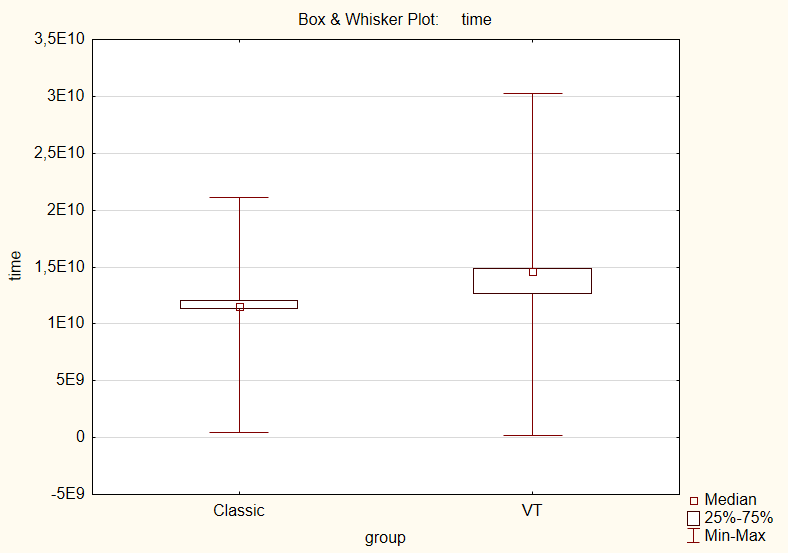 Box & Whisker Plot: time
3,5E10
3E10
2,5E10
2E10
1,5E10
1E10
5E9
0
-5E9
time
Classic VT
group
Median
25%-75%
Min-Max